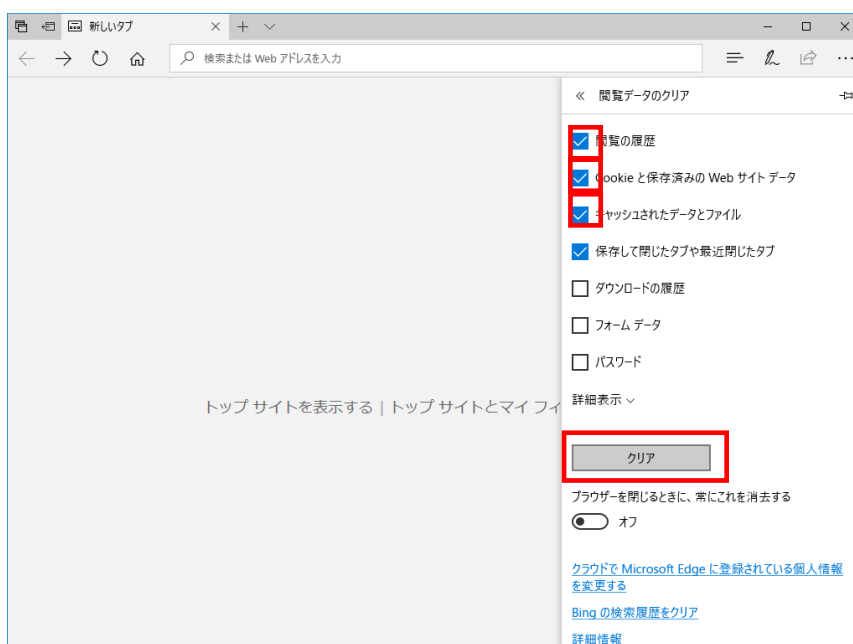 新しいタブ
検索または Web アドレスを入力
閲覧データのクリア
閲覧の履歴
Cookie と保存済みの Web サイト データ
キャッシュされたデータとファイル
保存して閉じたタブや最近閉じたタブ
ダウンロードの履歴
フォーム データ
パスワード
トップ サイトを表示する | トップ サイトとマイ フィ
詳細表示
クリア
ブラウザーを閉じるときに、常にこれを消去する
オフ
クラウドで Microsoft Edge に登録されている個人情報
を変更する
Bing の検索履歴をクリア
詳細情報